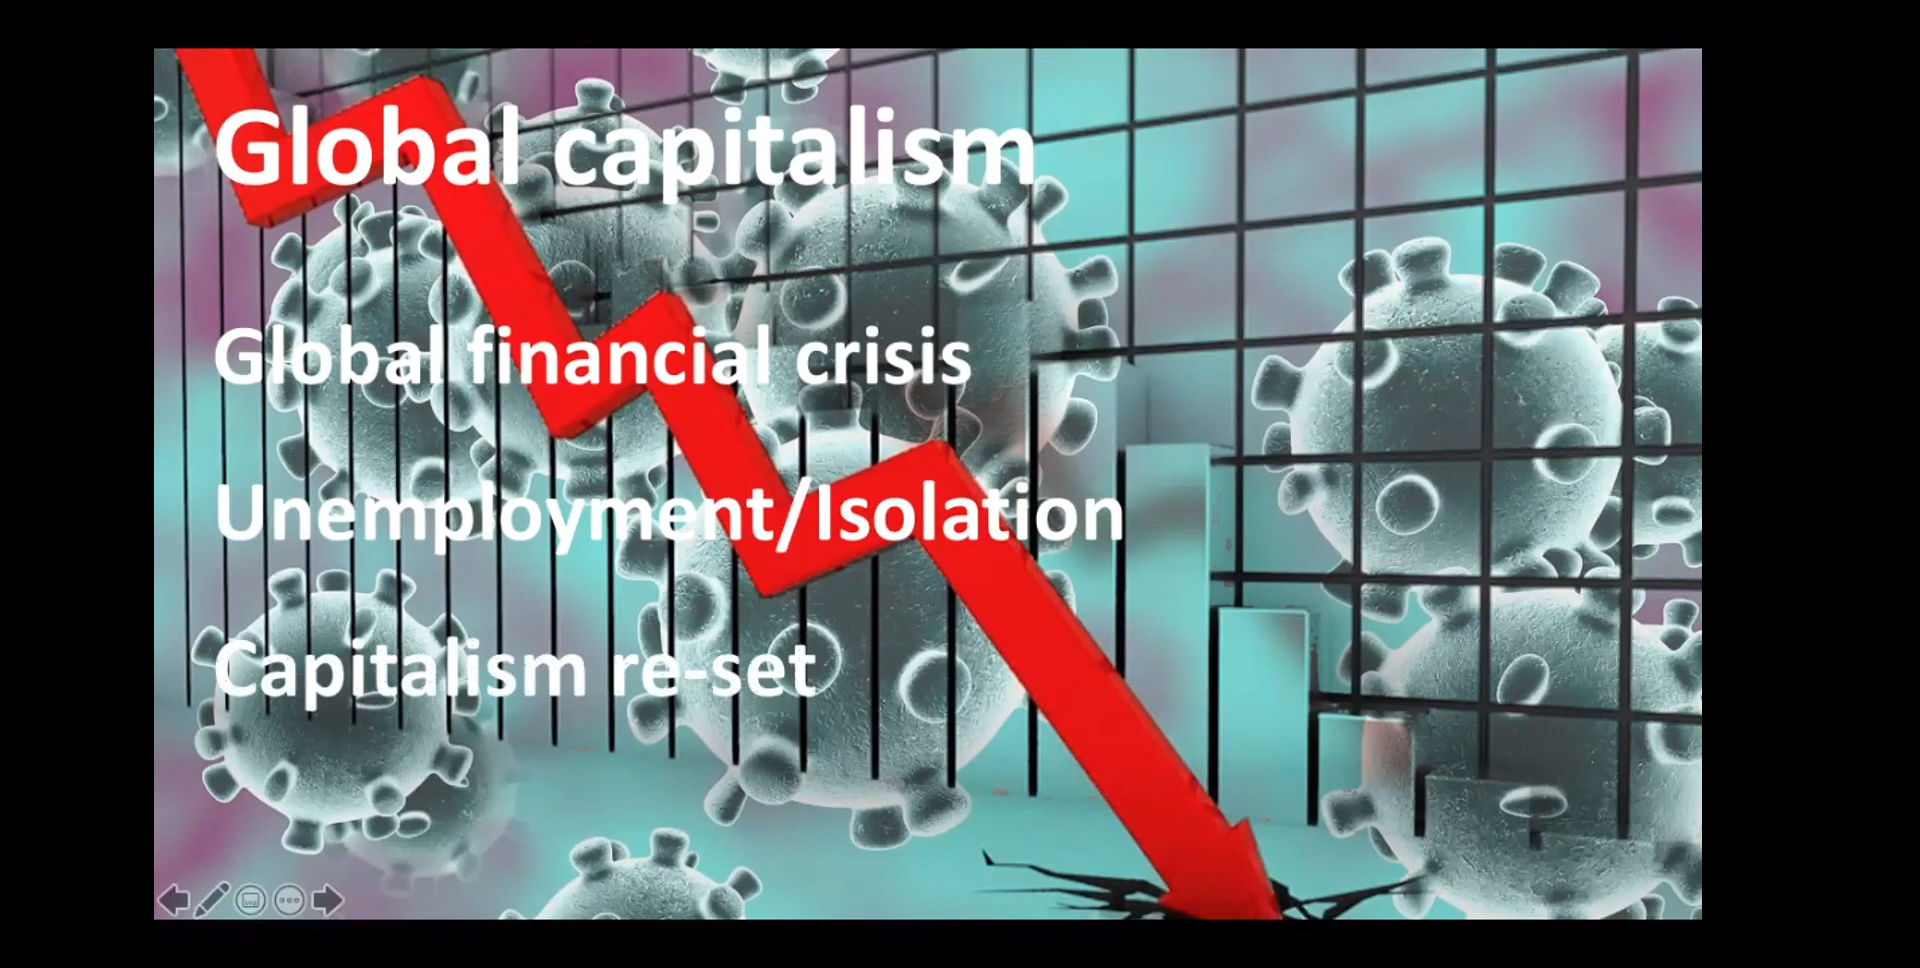 Global capitalism
Global financial crisis
Unemployment/Isolation
Capitalism re-set